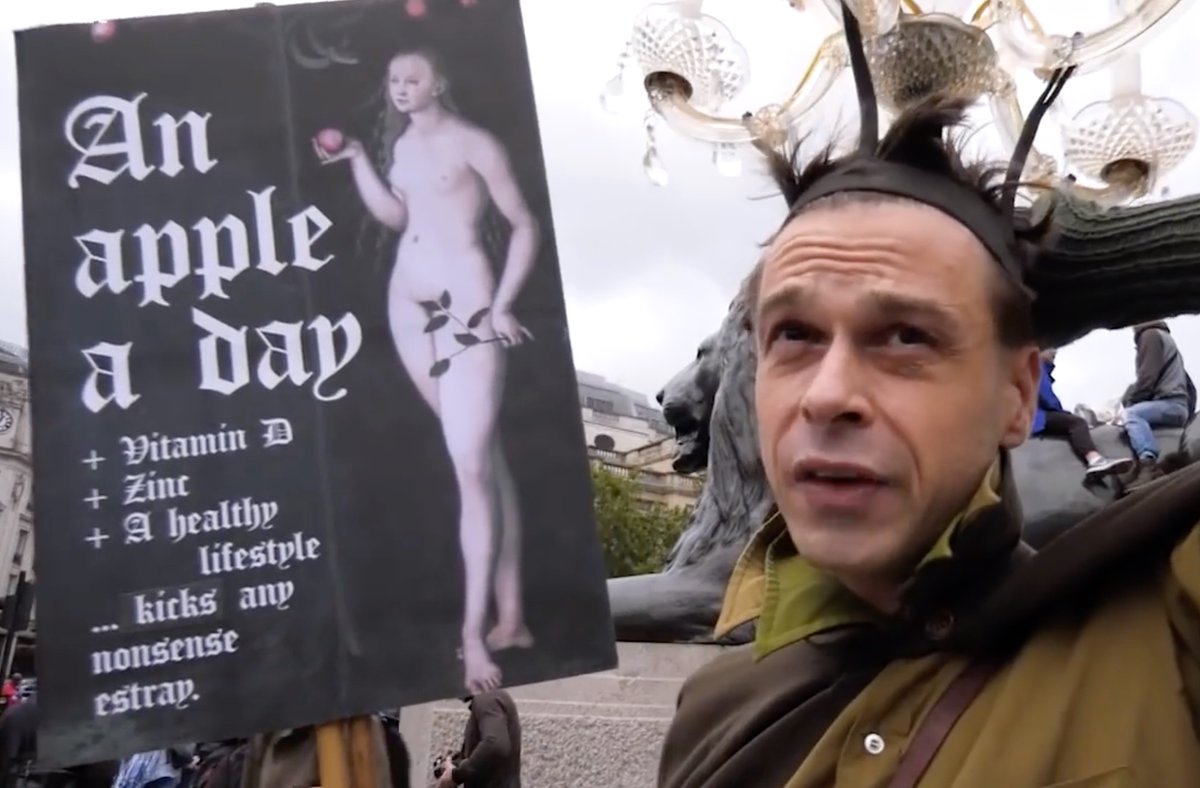 An
apple
a day
+ Vitamin D
+ Zinc
+ A healthy
lifestyle
... kicks any
nonsense
estray.